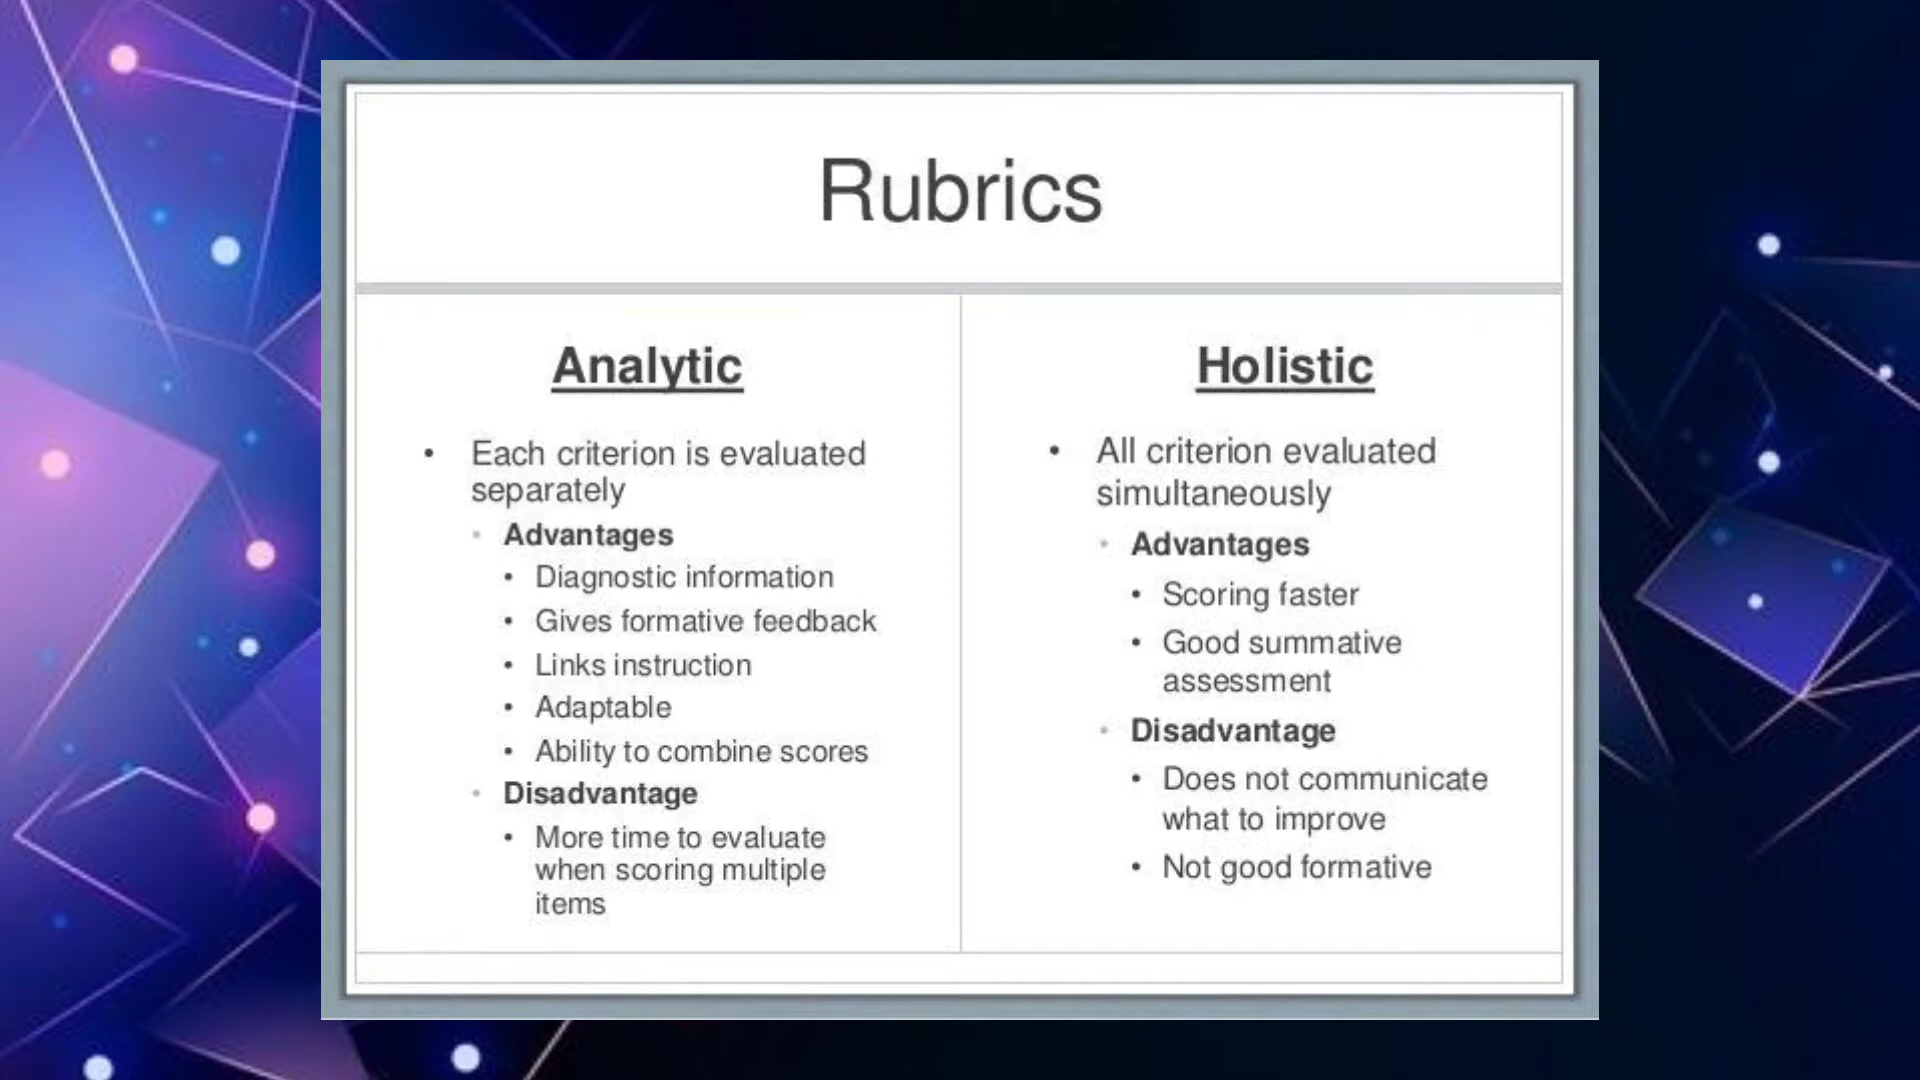 Rubrics
Analytic
• Each criterion is evaluated
separately
• Advantages
• Diagnostic information
• Gives formative feedback
• Links instruction
• Adaptable
• Ability to combine scores
• Disadvantage
• More time to evaluate
when scoring multiple
items
Holistic
• All criterion evaluated
simultaneously
• Advantages
• Scoring faster
• Good summative
assessment
• Disadvantage
• Does not communicate
what to improve
• Not good formative